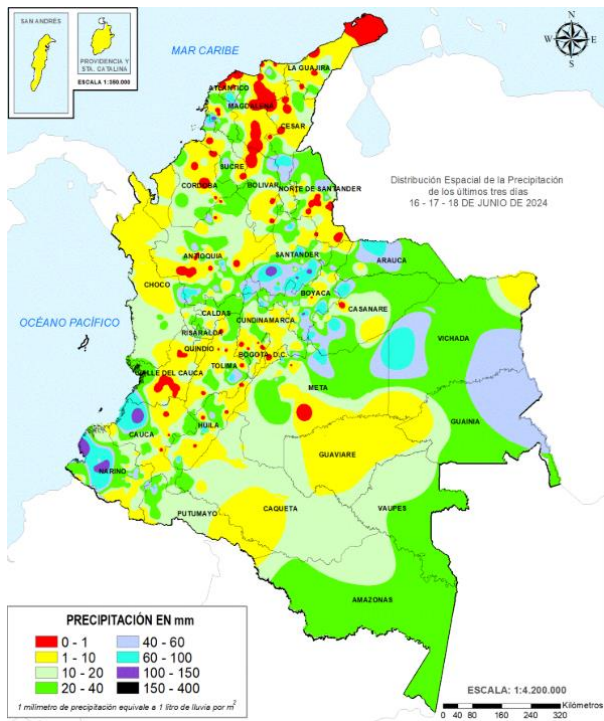 SAN ANDRÉS
PROVIDENCIA Y
STA. CATALINA
ESCALA 1:550.000
MAR CARIBE
N
W
E
S
LA GUAJIRA
ATLANTICO
MAGDALENA
CESAR
SUCRE
CORDOBA
BOLIVAR
NORTE DE SANTANDER
Distribución Espacial de la Precipitación
de los últimos tres días
16 - 17 - 18 DE JUNIO DE 2024
ANTIOQUIA
SANTANDER
ARAUCA
CHOCO
BOYACA
CASANARE
OCÉANO PACÍFICO
CALDAS
CUNDINAMARCA
RISARALDA
VICHADA
QUINDIO
BOGOTA, D.C.
TOLIMA
VALLE DEL CAUCA
META
GUAINIA
CAUCA
HUILA
GUAVIARE
NARIÑO
PUTUMAYO
CAQUETA
VAUPES
AMAZONAS
PRECIPITACIÓN EN mm
0 - 1
40 - 60
1 - 10
60 - 100
10 - 20
100 - 150
20 - 40
150 - 400
1 milímetro de precipitación equivale a 1 litro de lluvia por m2
ESCALA: 1:4.200.000
Kilómetros
0 40 80 160 240 320